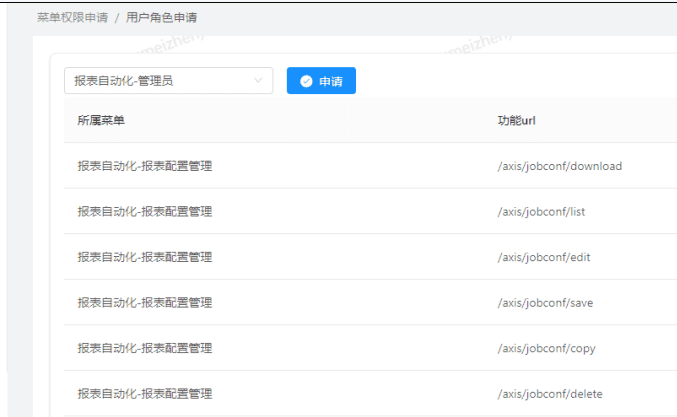 菜单权限申请 / 用户角色申请
报表自动化-管理员 申请
所属菜单 功能url
报表自动化-报表配置管理 /axis/jobconf/download
报表自动化-报表配置管理 /axis/jobconf/list
报表自动化-报表配置管理 /axis/jobconf/edit
报表自动化-报表配置管理 /axis/jobconf/save
报表自动化-报表配置管理 /axis/jobconf/copy
报表自动化-报表配置管理 /axis/jobconf/delete